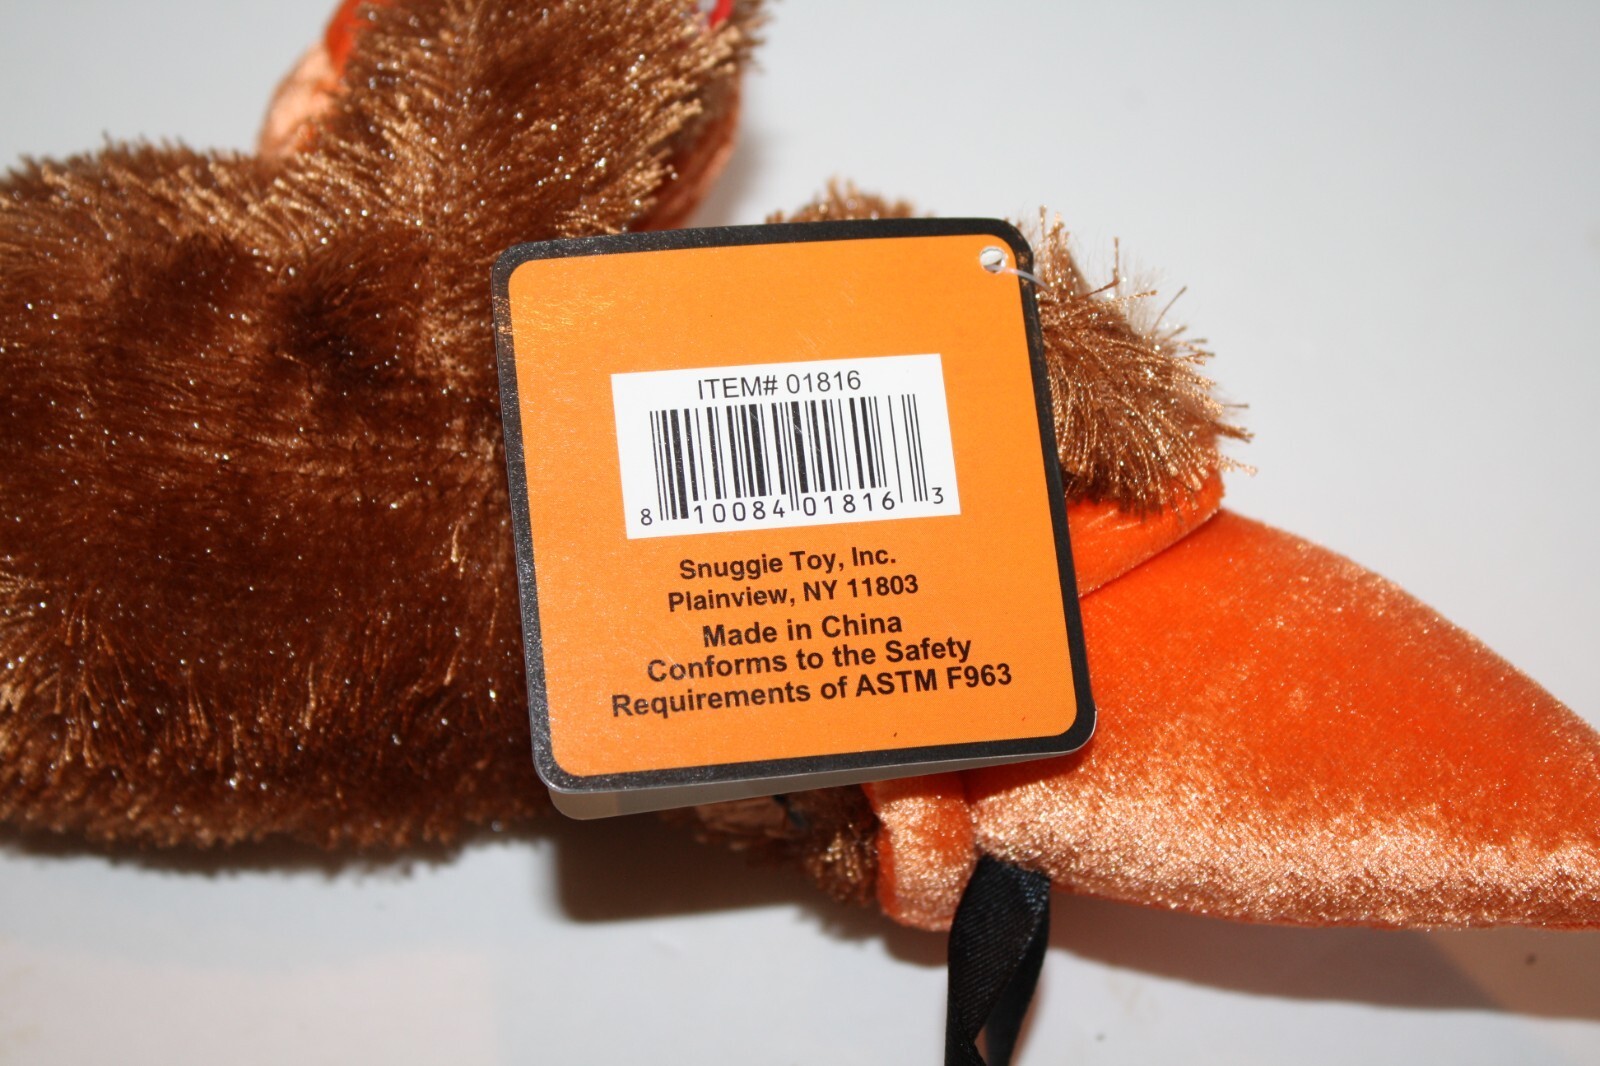 ITEM# 01816
8 10084 01816 3
Snuggie Toy, Inc.
Plainview, NY 11803
Made in China
Conforms to the Safety
Requirements of ASTM F963